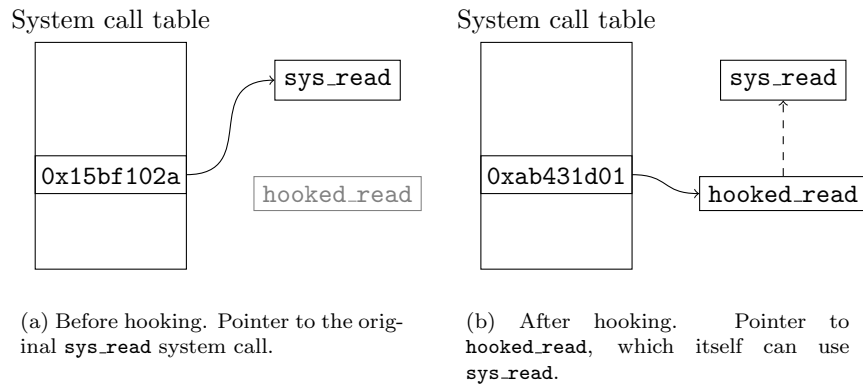 System call table
sys_read
0x15bf102a
hooked_read
(a) Before hooking. Pointer to the orig-
inal sys_read system call.
System call table
sys_read
0xab431d01
hooked_read
(b) After hooking. Pointer to
hooked_read, which itself can use
sys_read.